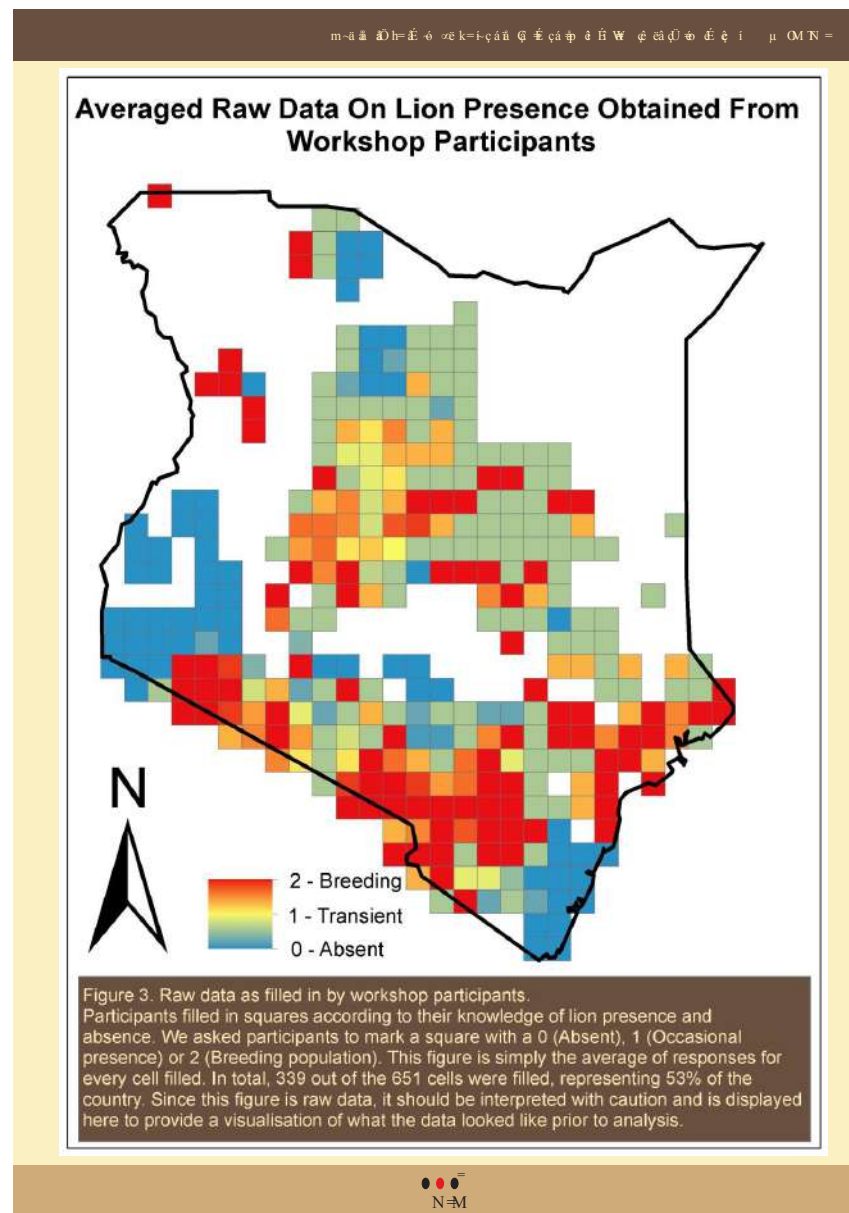 Averaged Raw Data On Lion Presence Obtained From
Workshop Participants
N
2 - Breeding
1 - Transient
0 - Absent
Figure 3. Raw data as filled in by workshop participants.
Participants filled in squares according to their knowledge of lion presence and
absence. We asked participants to mark a square with a 0 (Absent), 1 (Occasional
presence) or 2 (Breeding population). This figure is simply the average of responses for
every cell filled. In total, 339 out of the 651 cells were filled, representing 53% of the
country. Since this figure is raw data, it should be interpreted with caution and is displayed
here to provide a visualisation of what the data looked like prior to analysis.